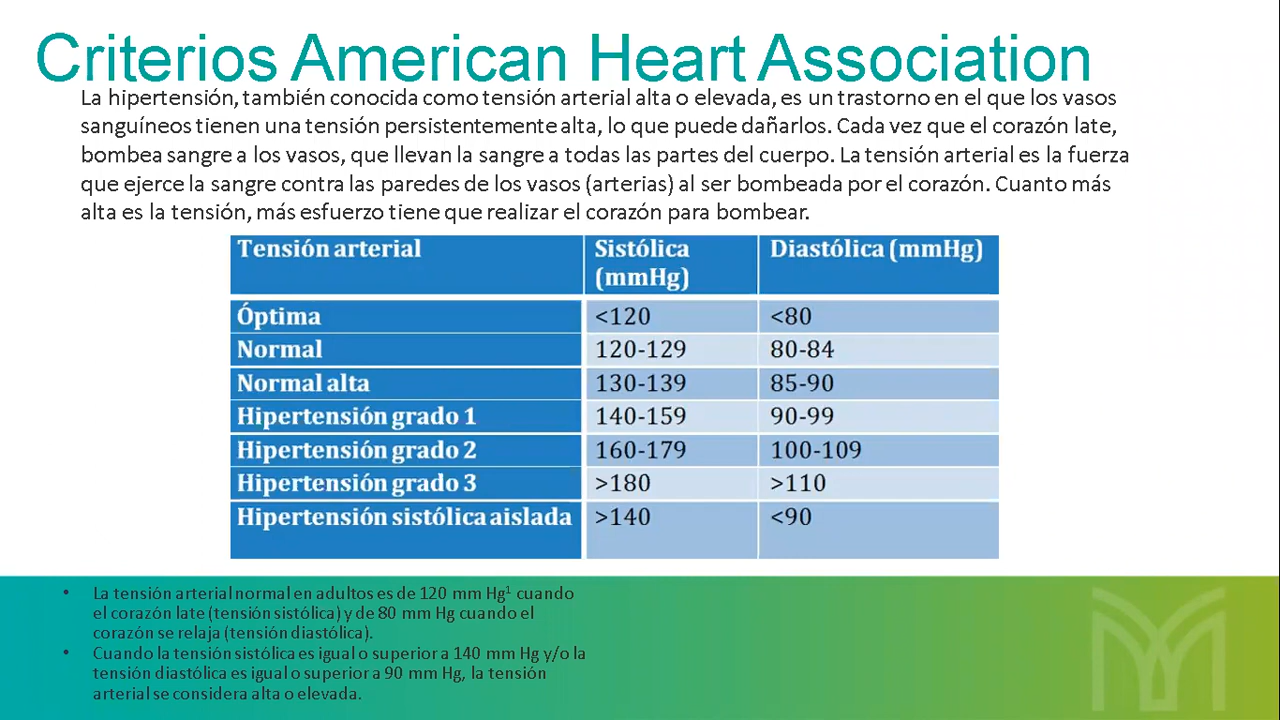 Criterios American Heart Association
La hipertensión, también conocida como tensión arterial alta o elevada, es un trastorno en el que los vasos
sanguíneos tienen una tensión persistentemente alta, lo que puede dañarlos. Cada vez que el corazón late,
bombea sangre a los vasos, que llevan la sangre a todas las partes del cuerpo. La tensión arterial es la fuerza
que ejerce la sangre contra las paredes de los vasos (arterias) al ser bombeada por el corazón. Cuanto más
alta es la tensión, más esfuerzo tiene que realizar el corazón para bombear.
Tensión arterial Sistólica (mmHg) Diastólica (mmHg)
Óptima <120 <80
Normal 120-129 80-84
Normal alta 130-139 85-90
Hipertensión grado 1 140-159 90-99
Hipertensión grado 2 160-179 100-109
Hipertensión grado 3 >180 >110
Hipertensión sistólica aislada >140 <90
• La tensión arterial normal en adultos es de 120 mm Hg¹ cuando
el corazón late (tensión sistólica) y de 80 mm Hg cuando el
corazón se relaja (tensión diastólica).
• Cuando la tensión sistólica es igual o superior a 140 mm Hg y/o la
tensión diastólica es igual o superior a 90 mm Hg, la tensión
arterial se considera alta o elevada.